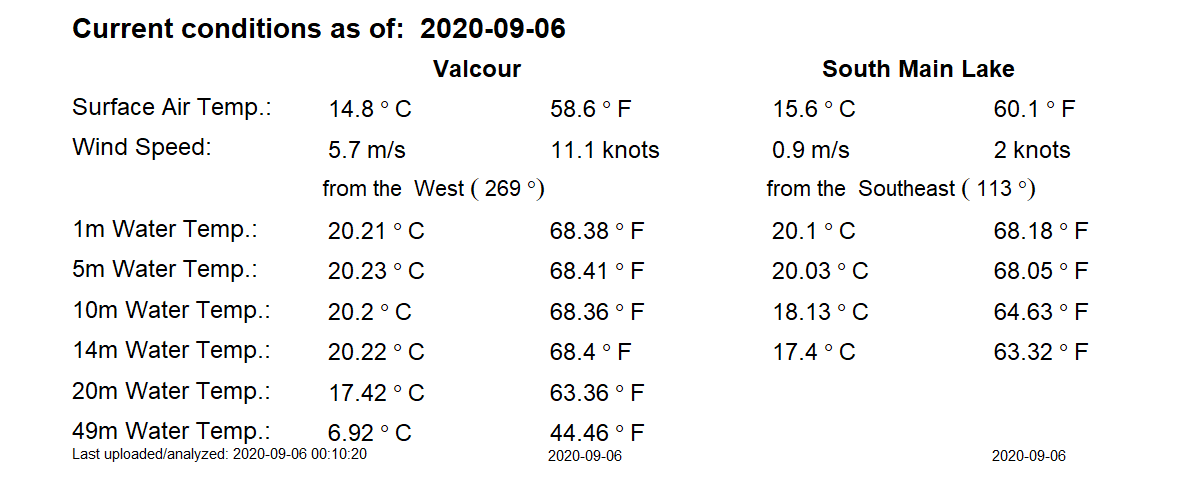 Current conditions as of: 2020-09-06
Valcour South Main Lake
Surface Air Temp.: 14.8 ° C 58.6 ° F 15.6 ° C 60.1 ° F
Wind Speed: 5.7 m/s 11.1 knots 0.9 m/s 2 knots
from the West ( 269 °) from the Southeast ( 113 °)
1m Water Temp.: 20.21 ° C 68.38 ° F 20.1 ° C 68.18 ° F
5m Water Temp.: 20.23 ° C 68.41 ° F 20.03 ° C 68.05 ° F
10m Water Temp.: 20.2 ° C 68.36 ° F 18.13 ° C 64.63 ° F
14m Water Temp.: 20.22 ° C 68.4 ° F 17.4 ° C 63.32 ° F
20m Water Temp.: 17.42 ° C 63.36 ° F
49m Water Temp.: 6.92 ° C 44.46 ° F
Last uploaded/analyzed: 2020-09-06 00:10:20 2020-09-06 2020-09-06